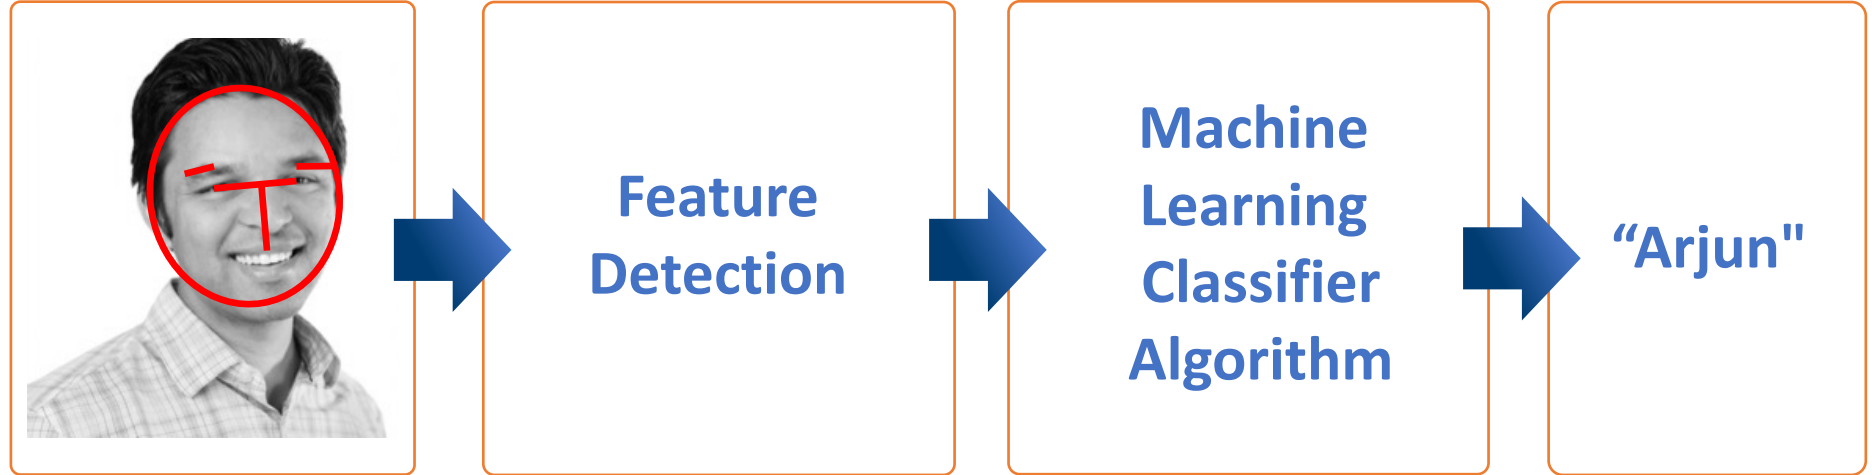 Feature
Detection
Machine
Learning
Classifier
Algorithm
“Arjun"